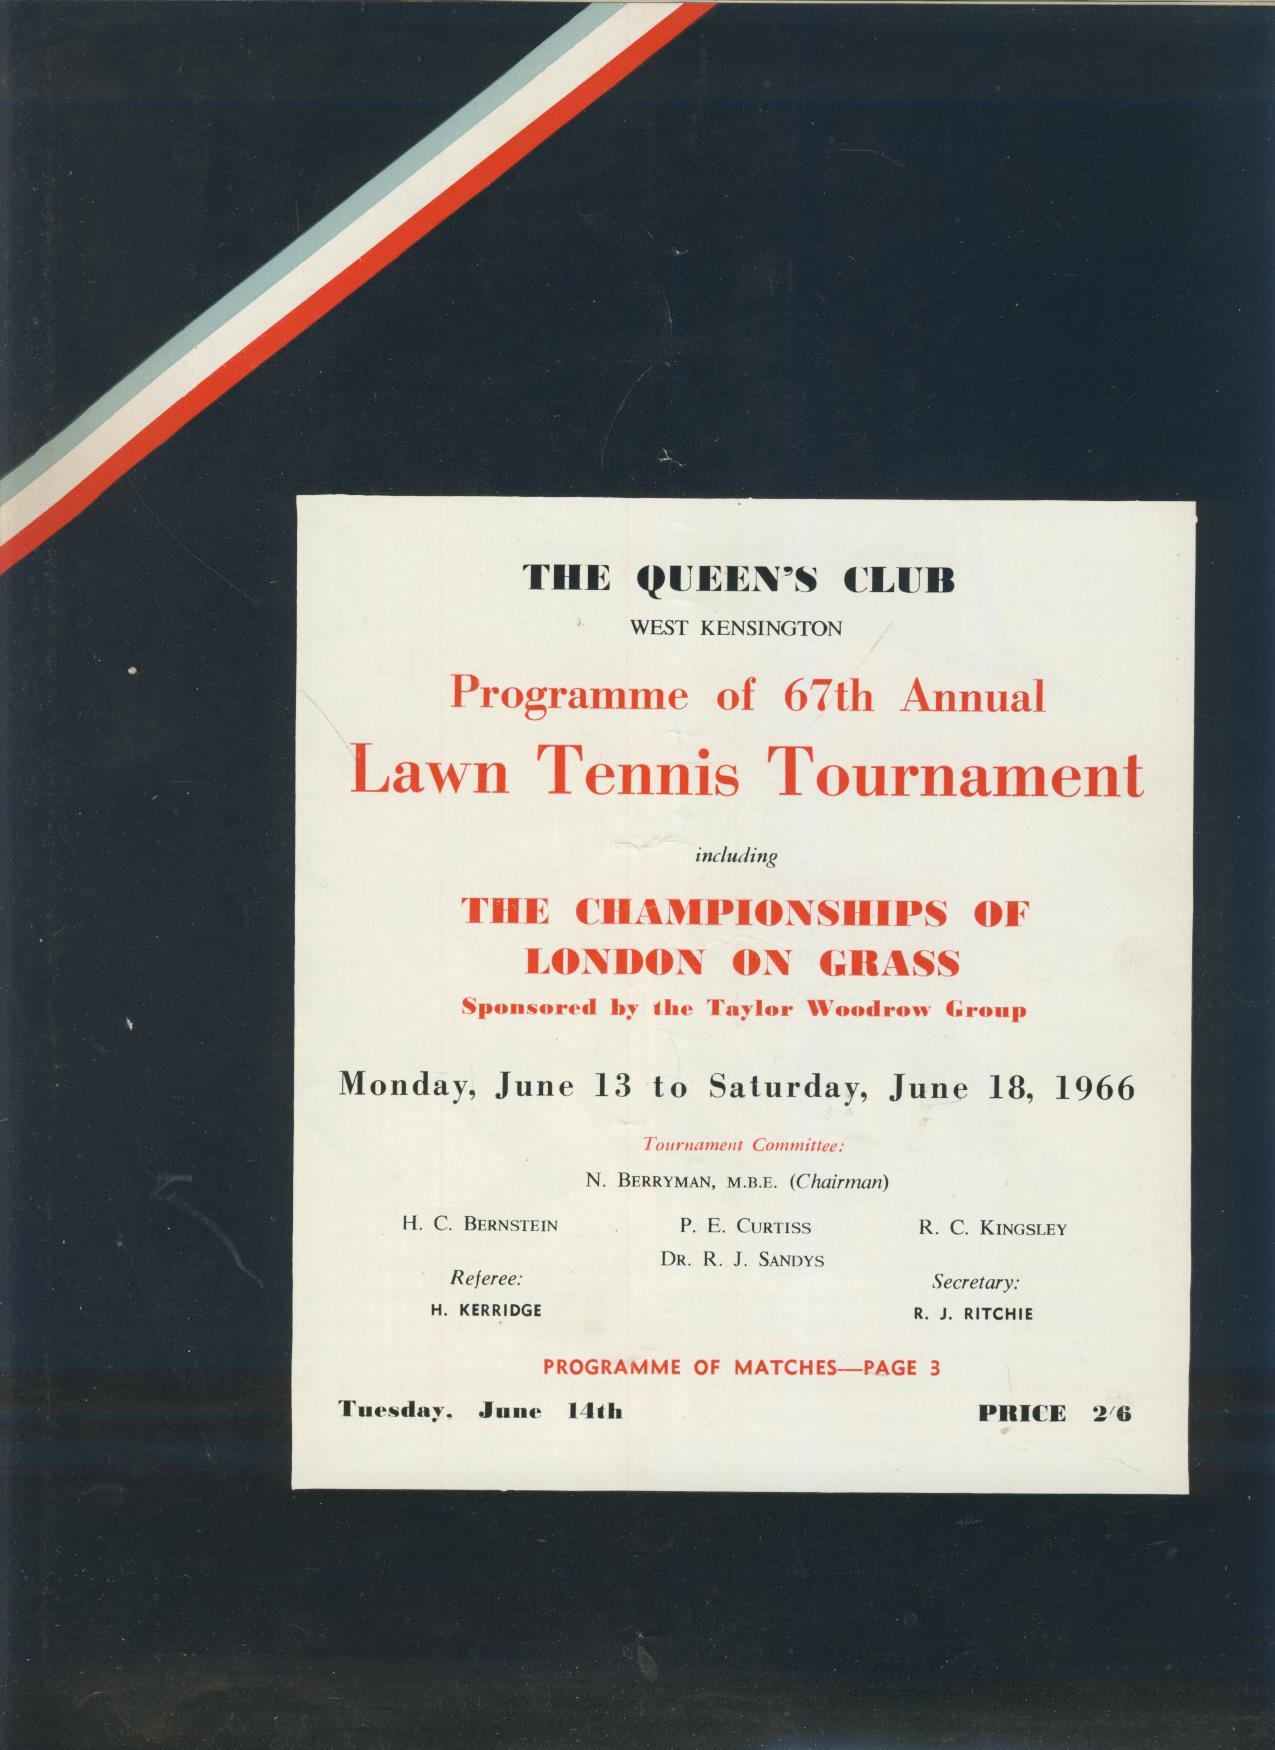 THE QUEEN'S CLUB
WEST KENSINGTON
Programme of 67th Annual
Lawn Tennis Tournament
including
THE CHAMPIONSHIPS OF
LONDON ON GRASS
Sponsored by the Taylor Woodrow Group
Monday, June 13 to Saturday, June 18, 1966
Tournament Committee:
N. BERRYMAN, M.B.E. (Chairman)
H. C. BERNSTEIN P. E. CURTISS R. C. KINGSLEY
DR. R. J. SANDYS
Referee: Secretary:
H. KERRIDGE R. J. RITCHIE
PROGRAMME OF MATCHES—PAGE 3
Tuesday, June 14th PRICE 2/6